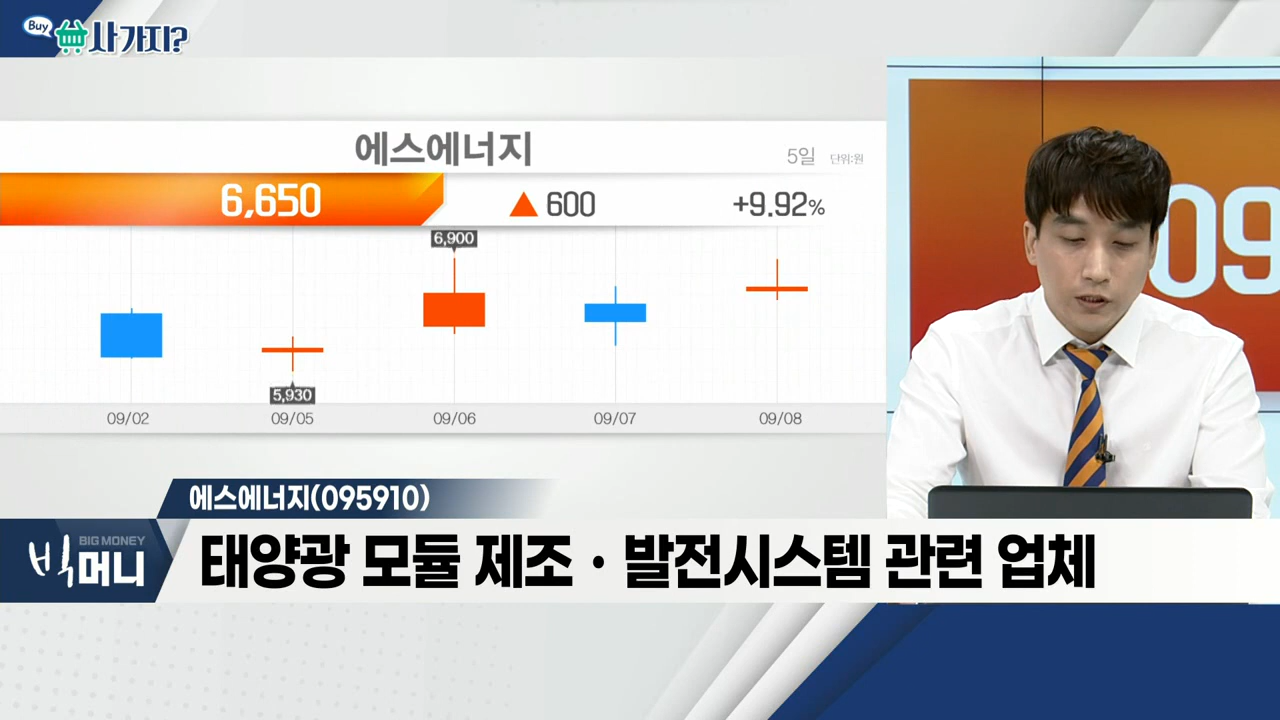 Buy 사가지?
에스에너지
5일 단위:원
6,650 ▲ 600 +9.92%
6,900
5,930
09/02 09/05 09/06 09/07 09/08
09
에스에너지(095910)
BIG MONEY
빅머니
태양광 모듈 제조·발전시스템 관련 업체